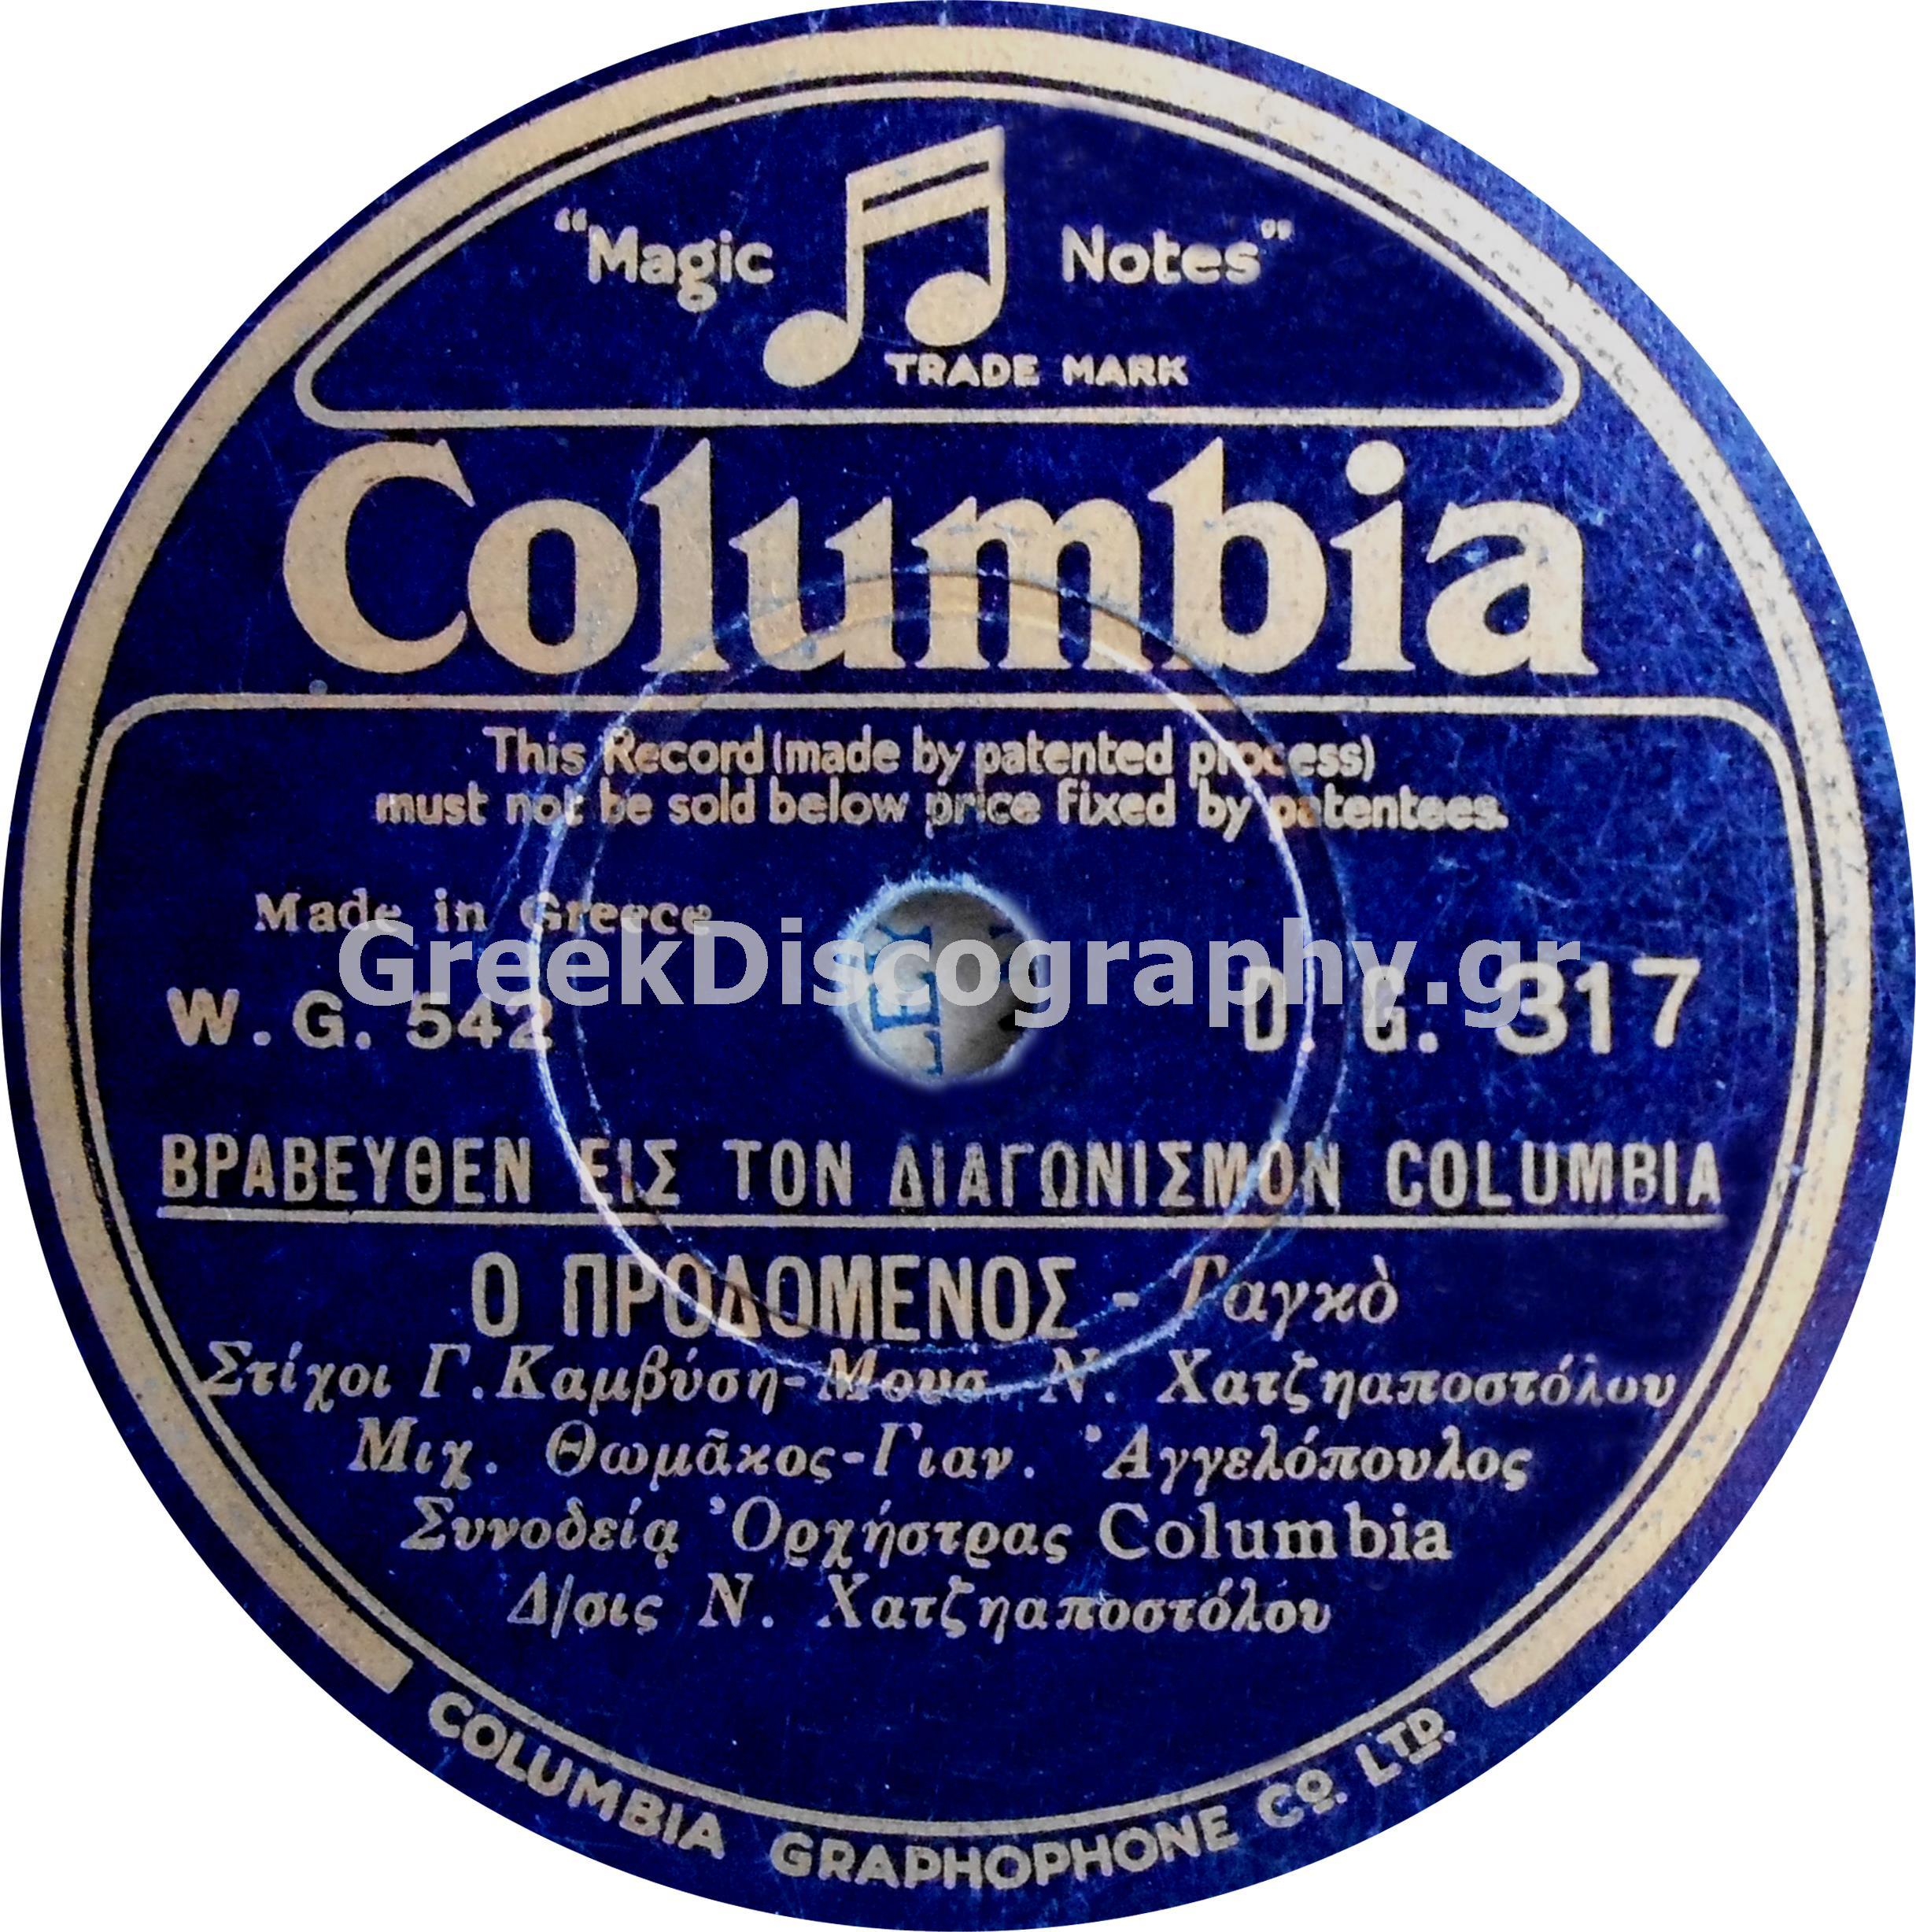 “Magic Notes”
TRADE MARK
Columbia
This Record (made by patented process)
must not be sold below price fixed by patentees.
Made in Greece
GreekDiscography.gr
W. G. 542
D. G. 317
ΒΡΑΒΕΥΘΕΝ ΕΙΣ ΤΟΝ ΔΙΑΓΩΝΙΣΜΟΝ COLUMBIA
Ο ΠΡΟΔΟΜΕΝΟΣ - Ταγκὸ
Στίχοι Γ. Καμβύση-Μουσ. Ν. Χατζηαποστόλου
Μιχ. Θωμᾶκος-Γιαν. Ἀγγελόπουλος
Συνοδείᾳ Ὀρχήστρας Columbia
Δ/σις Ν. Χατζηαποστόλου
COLUMBIA GRAPHOPHONE CO. LTD.